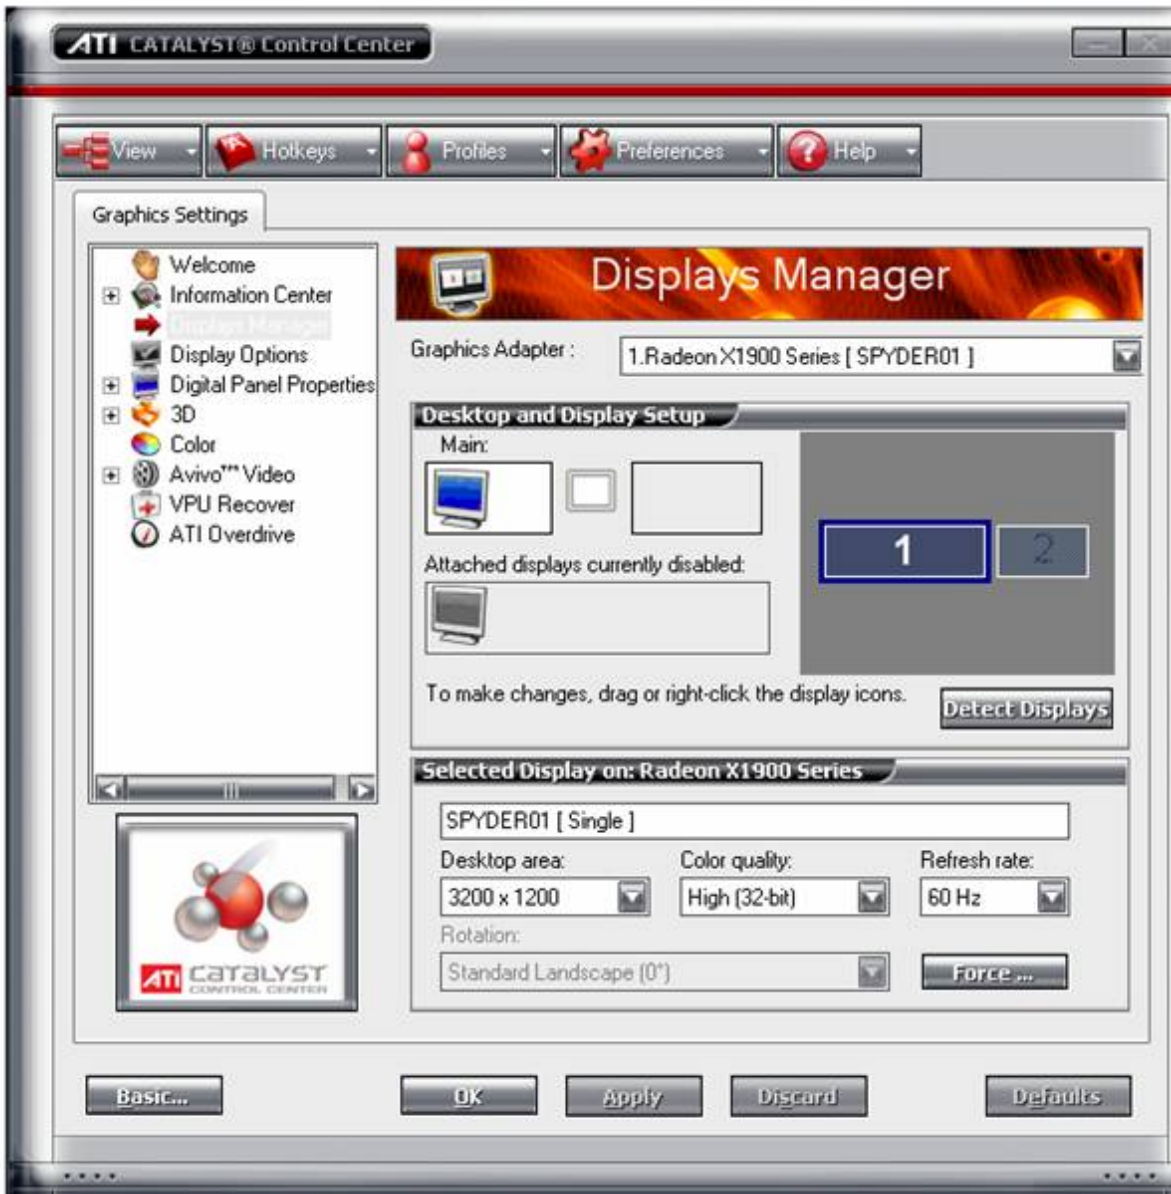 ATI CATALYST® Control Center
View Hotkeys Profiles Preferences Help
Graphics Settings
Welcome
Information Center
Displays Manager
Display Options
Digital Panel Properties
3D
Color
Avivo™ Video
VPU Recover
ATI Overdrive
Displays Manager
Graphics Adapter : 1.Radeon X1900 Series [ SPYDER01 ]
Desktop and Display Setup
Main:
1 2
Attached displays currently disabled:
To make changes, drag or right-click the display icons.
Detect Displays
Selected Display on: Radeon X1900 Series
SPYDER01 [ Single ]
Desktop area: Color quality: Refresh rate:
3200 x 1200 High (32-bit) 60 Hz
Rotation:
Standard Landscape (0°) Force ...
ATI CATALYST
CONTROL CENTER
Basic... OK Apply Discard Defaults